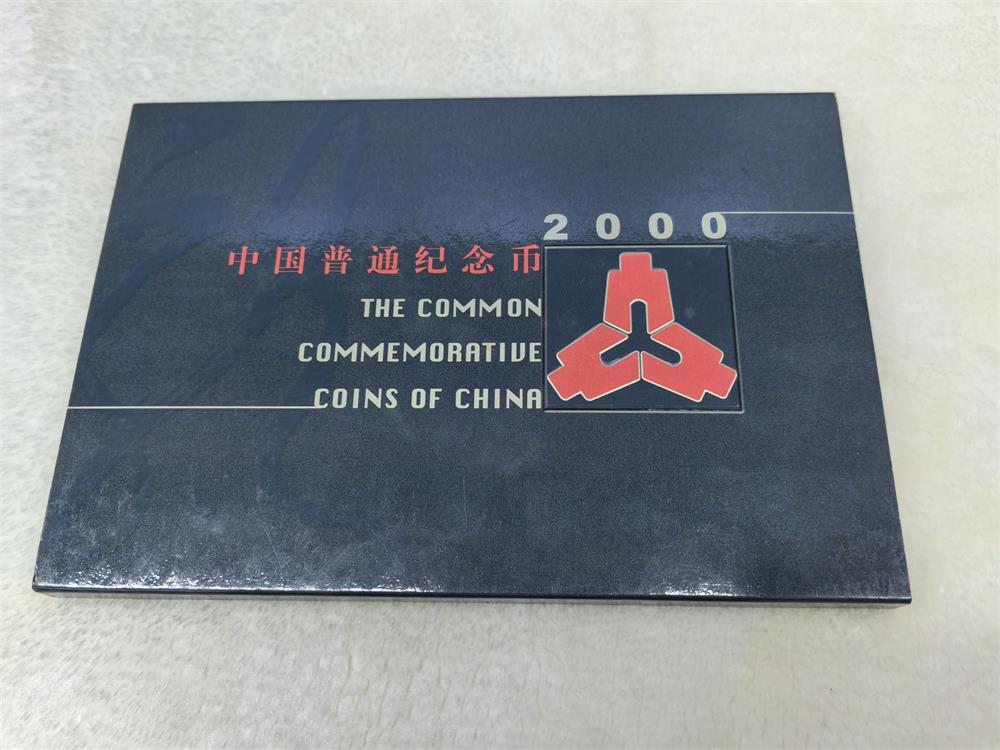 2000
中国普通纪念币
THE COMMON
COMMEMORATIVE
COINS OF CHINA